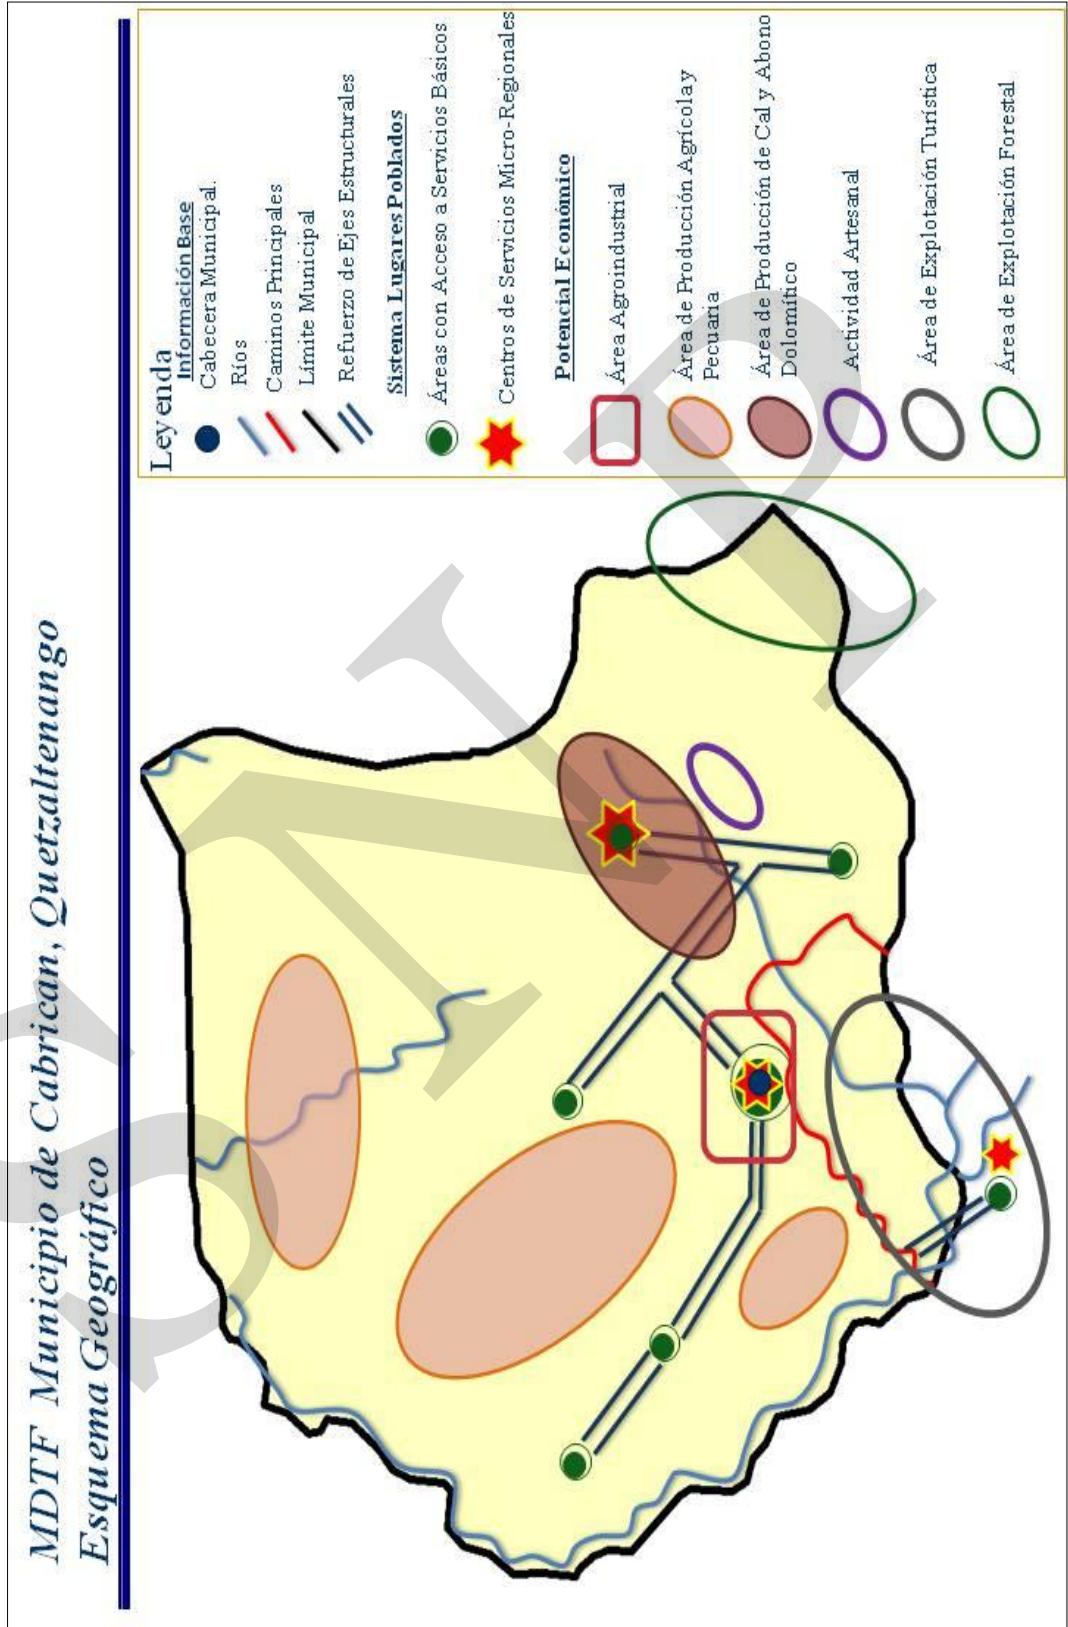 MDTF Municipio de Cabrican, Quetzaltenango
Esquema Geográfico
Leyenda
Información Base
Cabecera Municipal.
Ríos
Caminos Principales
Límite Municipal
Refuerzo de Ejes Estructurales
Sistena Lugares Poblados
Áreas con Acceso a Servicios Básicos
Centros de Servicios Micro-Regionales
Potencial Económico
Área Agroindustrial
Área de Producción Agrícola y
Pecuaria
Área de Producción de Cal y Abono
Dolomítico
Actividad Artesanal
Área de Explotación Turística
Área de Explotación Forestal
SNIP